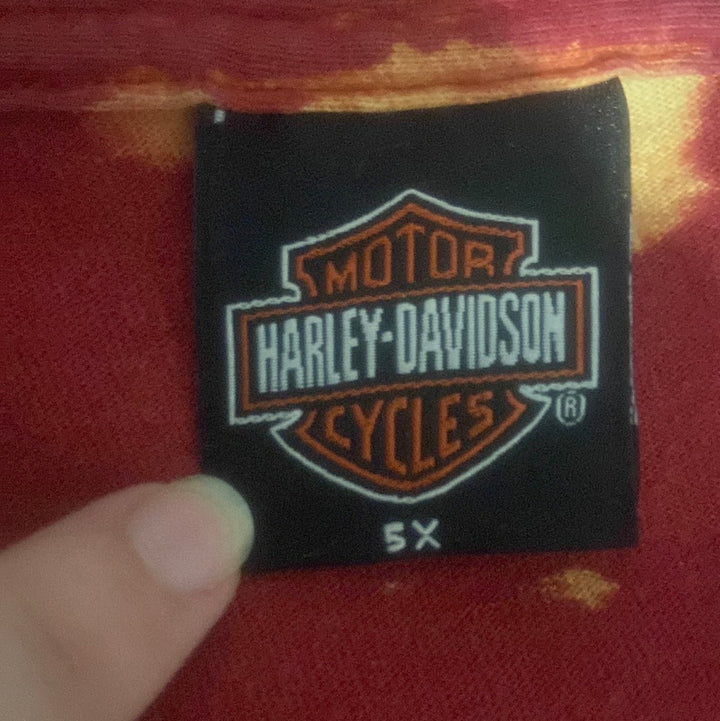 MOTOR
HARLEY-DAVIDSON
CYCLES
®
5X